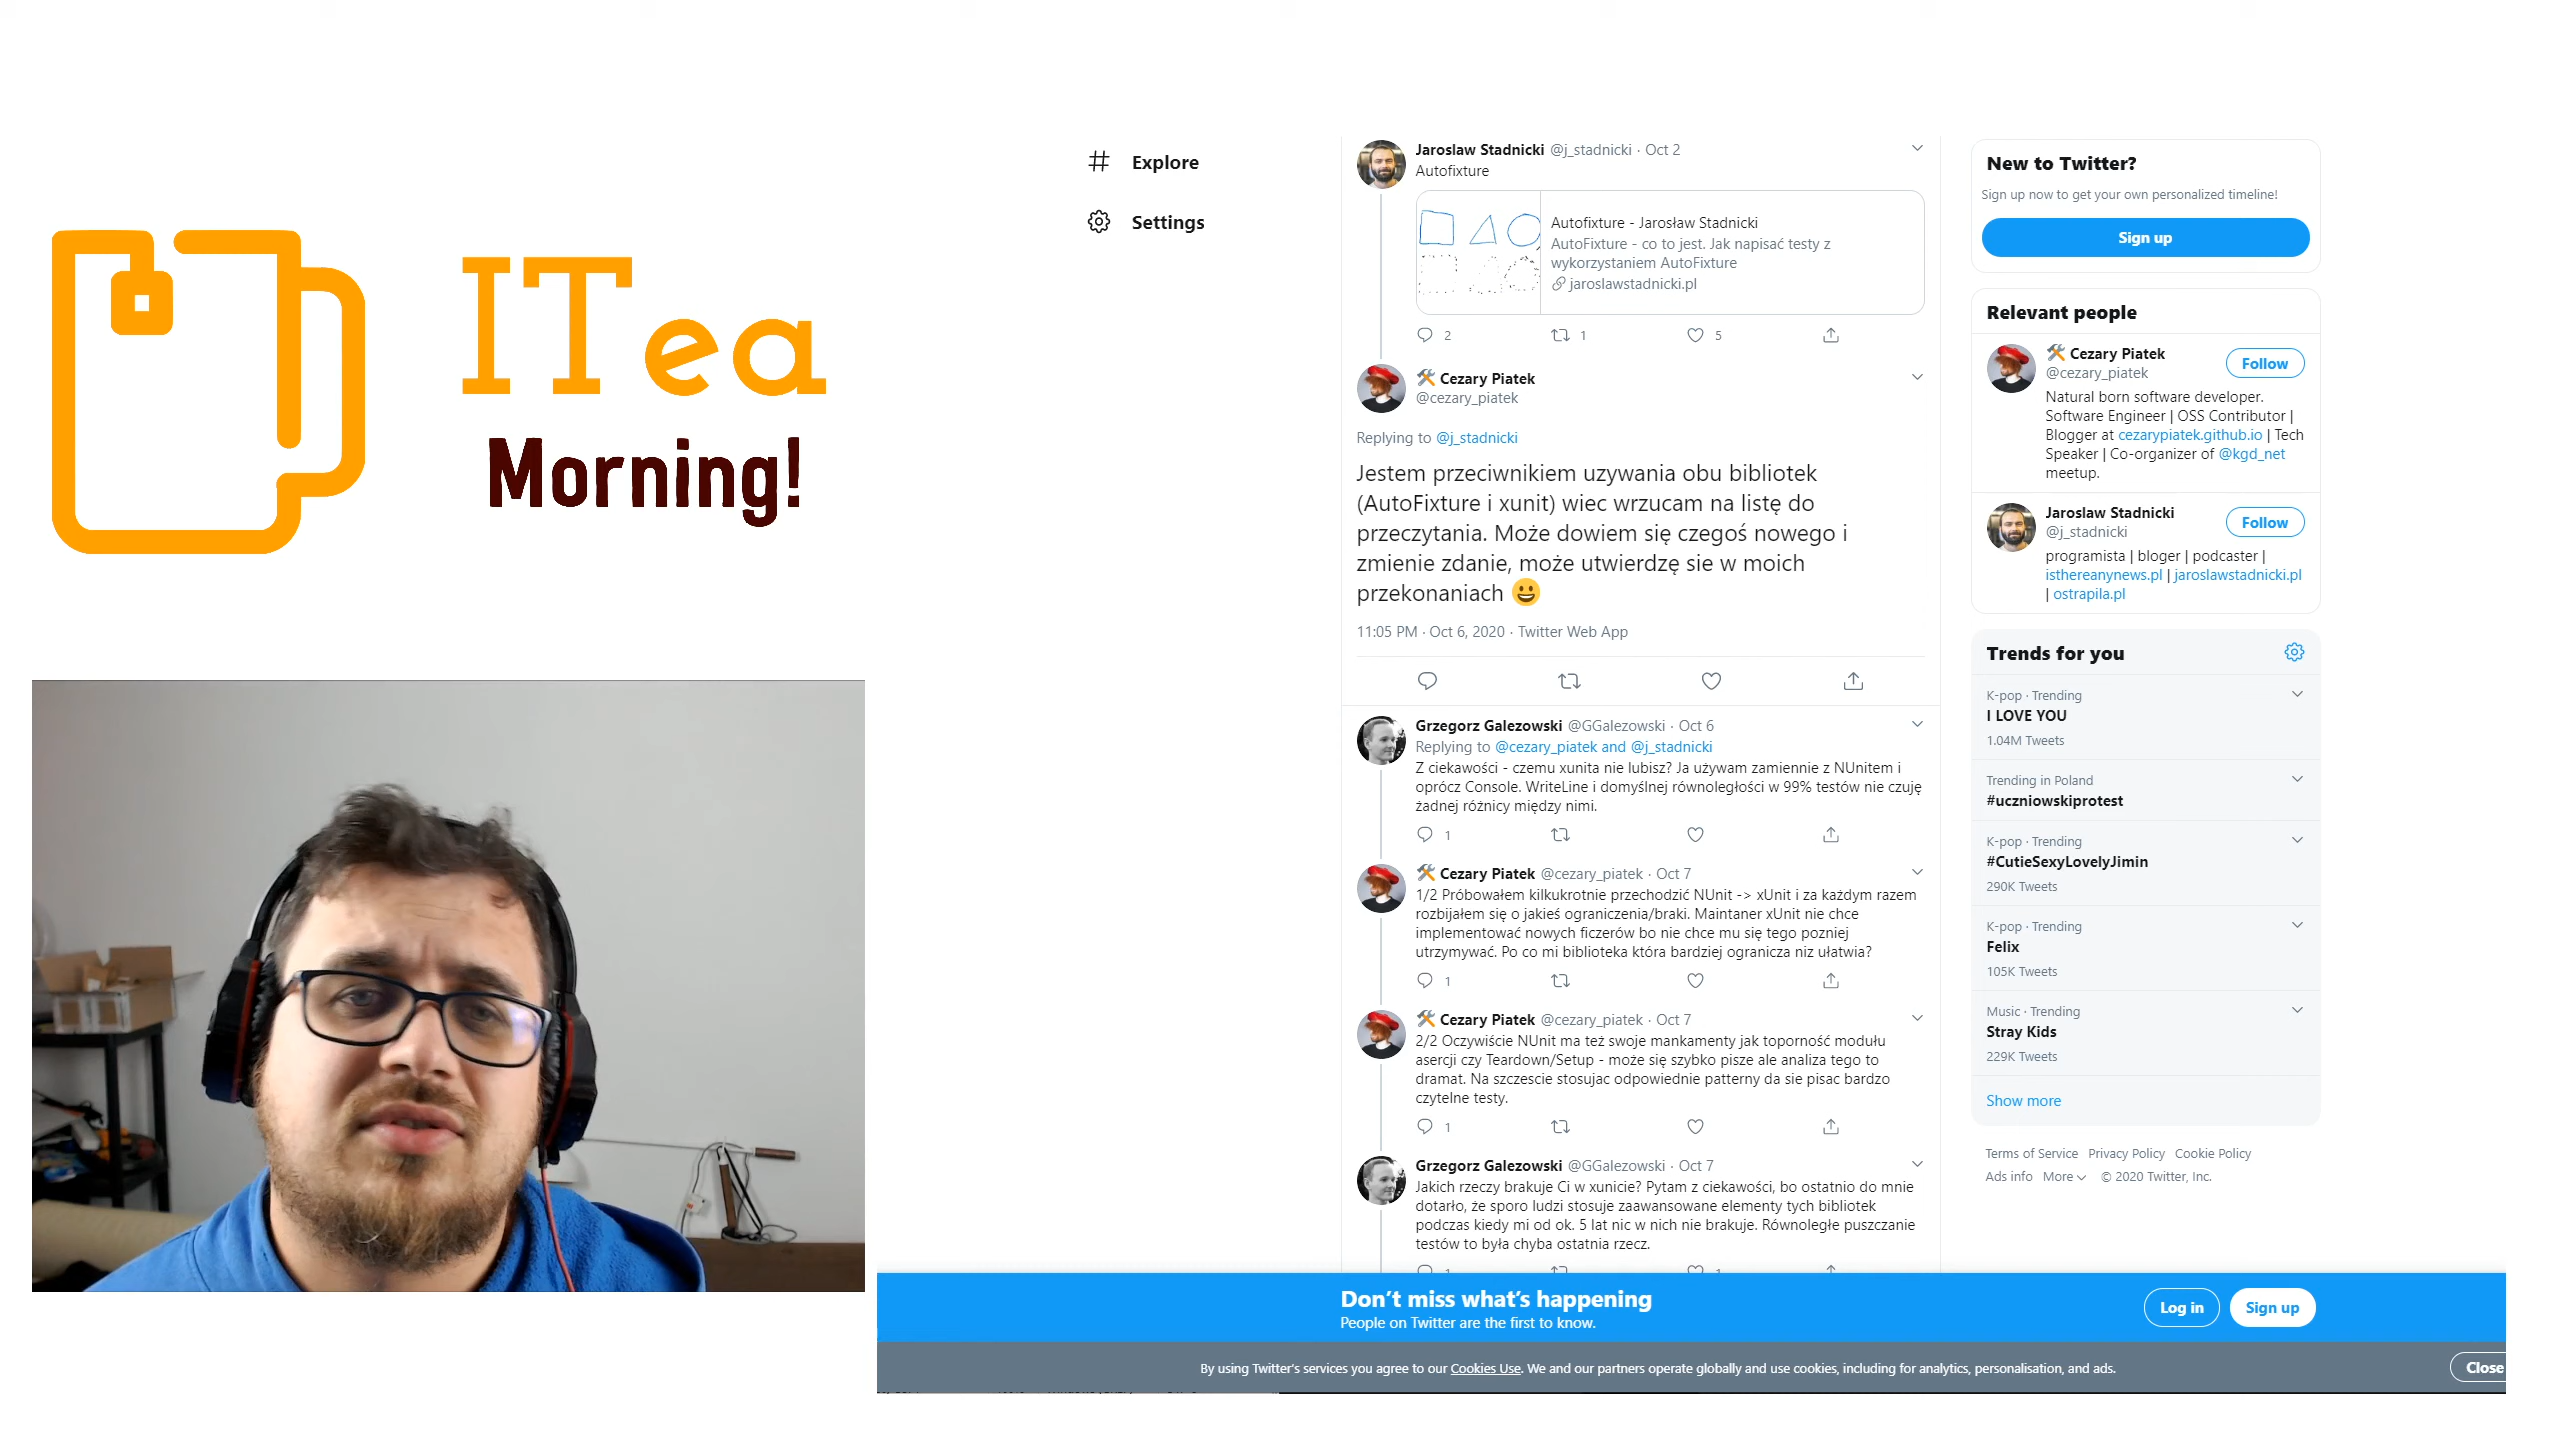 ITea
Morning!
Explore
Settings
Jaroslaw Stadnicki @j_stadnicki · Oct 2
Autofixture
Autofixture - Jarosław Stadnicki
AutoFixture - co to jest. Jak napisać testy z
wykorzystaniem AutoFixture
jaroslawstadnicki.pl
2 1 5
Cezary Piatek
@cezary_piatek
Replying to @j_stadnicki
Jestem przeciwnikiem uzywania obu bibliotek
(AutoFixture i xunit) wiec wrzucam na listę do
przeczytania. Może dowiem się czegoś nowego i
zmienie zdanie, może utwierdzę sie w moich
przekonaniach 😀
11:05 PM · Oct 6, 2020 · Twitter Web App
Grzegorz Galezowski @GGalezowski · Oct 6
Replying to @cezary_piatek and @j_stadnicki
Z ciekawości - czemu xunita nie lubisz? Ja używam zamiennie z NUnitem i
oprócz Console. WriteLine i domyślnej równoległości w 99% testów nie czuję
żadnej różnicy między nimi.
1
Cezary Piatek @cezary_piatek · Oct 7
1/2 Próbowałem kilkukrotnie przechodzić NUnit -> xUnit i za każdym razem
rozbijałem się o jakieś ograniczenia/braki. Maintaner xUnit nie chce
implementować nowych ficzerów bo nie chce mu się tego pozniej
utrzymywać. Po co mi biblioteka która bardziej ogranicza niz ułatwia?
1
Cezary Piatek @cezary_piatek · Oct 7
2/2 Oczywiście NUnit ma też swoje mankamenty jak toporność modułu
asercji czy Teardown/Setup - może się szybko pisze ale analiza tego to
dramat. Na szczescie stosujac odpowiednie patterny da sie pisac bardzo
czytelne testy.
1
Grzegorz Galezowski @GGalezowski · Oct 7
Jakich rzeczy brakuje Ci w xunicie? Pytam z ciekawości, bo ostatnio do mnie
dotarło, że sporo ludzi stosuje zaawansowane elementy tych bibliotek
podczas kiedy mi od ok. 5 lat nic w nich nie brakuje. Równoległe puszczanie
testów to była chyba ostatnia rzecz.
New to Twitter?
Sign up now to get your own personalized timeline!
Sign up
Relevant people
Cezary Piatek
@cezary_piatek
Follow
Natural born software developer.
Software Engineer | OSS Contributor |
Blogger at cezarypiatek.github.io | Tech
Speaker | Co-organizer of @kgd_net
meetup.
Jaroslaw Stadnicki
@j_stadnicki
Follow
programista | bloger | podcaster |
isthereanynews.pl | jaroslawstadnicki.pl
| ostrapila.pl
Trends for you
K-pop · Trending
I LOVE YOU
1.04M Tweets
Trending in Poland
#uczniowskiprotest
K-pop · Trending
#CutieSexyLovelyJimin
290K Tweets
K-pop · Trending
Felix
105K Tweets
Music · Trending
Stray Kids
229K Tweets
Show more
Terms of Service Privacy Policy Cookie Policy
Ads info More © 2020 Twitter, Inc.
Don't miss what's happening
People on Twitter are the first to know.
Log in
Sign up
By using Twitter's services you agree to our Cookies Use. We and our partners operate globally and use cookies, including for analytics, personalisation, and ads.
Close